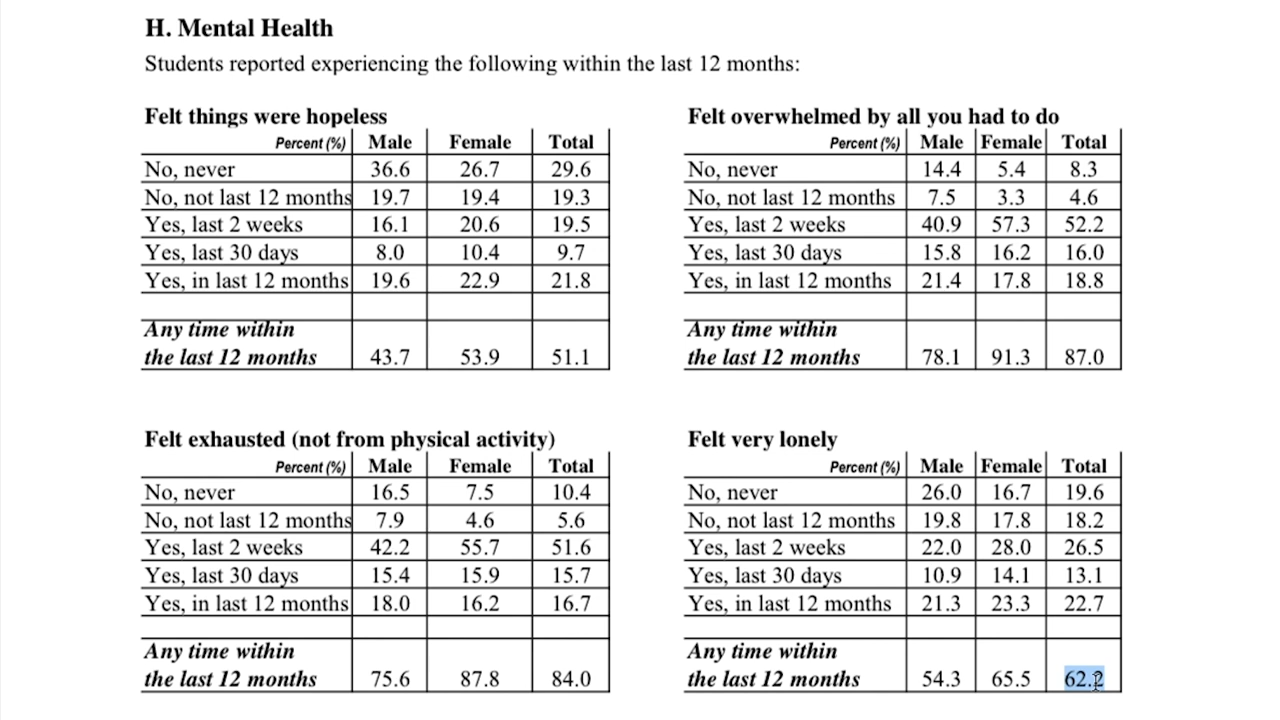 H. Mental Health
Students reported experiencing the following within the last 12 months:
Felt things were hopeless
Percent (%) Male Female Total
No, never 36.6 26.7 29.6
No, not last 12 months 19.7 19.4 19.3
Yes, last 2 weeks 16.1 20.6 19.5
Yes, last 30 days 8.0 10.4 9.7
Yes, in last 12 months 19.6 22.9 21.8
Any time within
the last 12 months 43.7 53.9 51.1
Felt overwhelmed by all you had to do
Percent (%) Male Female Total
No, never 14.4 5.4 8.3
No, not last 12 months 7.5 3.3 4.6
Yes, last 2 weeks 40.9 57.3 52.2
Yes, last 30 days 15.8 16.2 16.0
Yes, in last 12 months 21.4 17.8 18.8
Any time within
the last 12 months 78.1 91.3 87.0
Felt exhausted (not from physical activity)
Percent (%) Male Female Total
No, never 16.5 7.5 10.4
No, not last 12 months 7.9 4.6 5.6
Yes, last 2 weeks 42.2 55.7 51.6
Yes, last 30 days 15.4 15.9 15.7
Yes, in last 12 months 18.0 16.2 16.7
Any time within
the last 12 months 75.6 87.8 84.0
Felt very lonely
Percent (%) Male Female Total
No, never 26.0 16.7 19.6
No, not last 12 months 19.8 17.8 18.2
Yes, last 2 weeks 22.0 28.0 26.5
Yes, last 30 days 10.9 14.1 13.1
Yes, in last 12 months 21.3 23.3 22.7
Any time within
the last 12 months 54.3 65.5 62.2